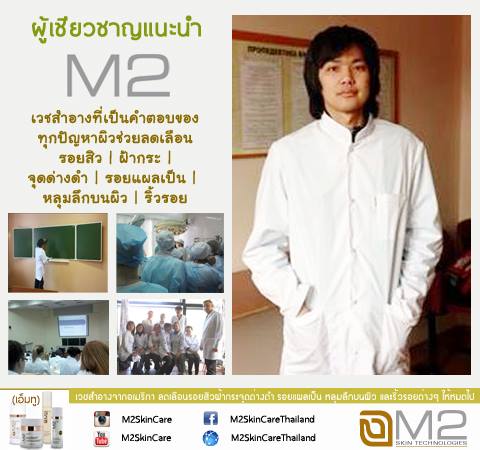 ผู้เชียวชาญแนะนำ
M2
เวชสำอางที่เป็นคำตอบของ
ทุกปัญหาผิวช่วยลดเลือน
รอยสิว | ฝ้ากระ |
จุดด่างดำ | รอยแผลเป็น |
หลุมลึกบนผิว | ริ้วรอย
(เอ็มทู)
เวชสำอางจากอเมริกา ลดเลือนรอยสิวฝ้ากระจุดด่างดำ รอยแผลเป็น หลุมลึกบนผิว และริ้วรอยต่างๆ ให้หมดไป
M2SkinCare
M2SkinCareThailand
M2SkinCare
M2SkinCareThailand
M2
SKIN TECHNOLOGIES